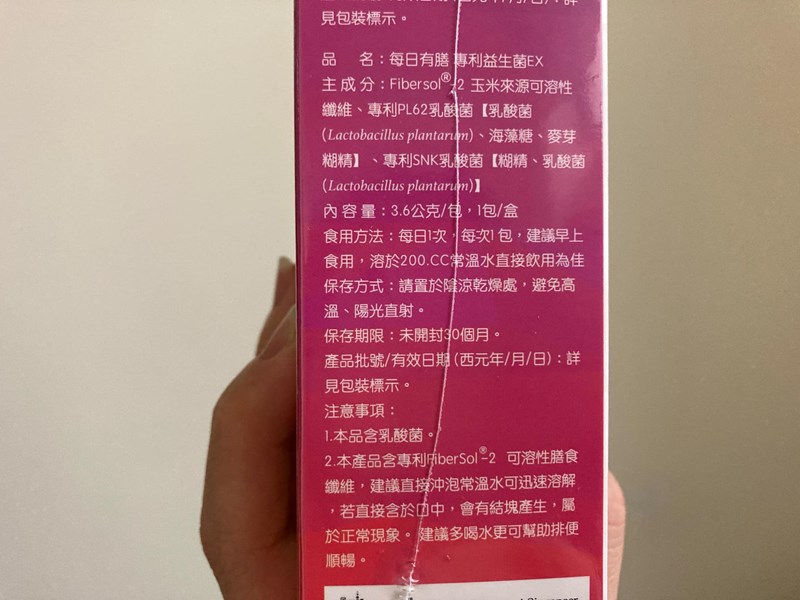 見包裝標示。
品 名：每日有膳 專利益生菌EX
主成分：Fibersol®-2 玉米來源可溶性
纖維、專利PL62乳酸菌【乳酸菌
(Lactobacillus plantarum)、海藻糖、麥芽
糊精】、專利SNK乳酸菌【糊精、乳酸菌
(Lactobacillus plantarum)】
內容量：3.6公克/包，1包/盒
食用方法：每日1次，每次1包，建議早上
食用，溶於200.CC常溫水直接飲用為佳
保存方式：請置於陰涼乾燥處，避免高
溫、陽光直射。
保存期限：未開封30個月。
產品批號/有效日期(西元年/月/日)：詳
見包裝標示。
注意事項：
1.本品含乳酸菌。
2.本產品含專利FiberSol®-2 可溶性膳食
纖維，建議直接沖泡常溫水可迅速溶解
，若直接含於口中，會有結塊產生，屬
於正常現象。建議多喝水更可幫助排便
順暢。